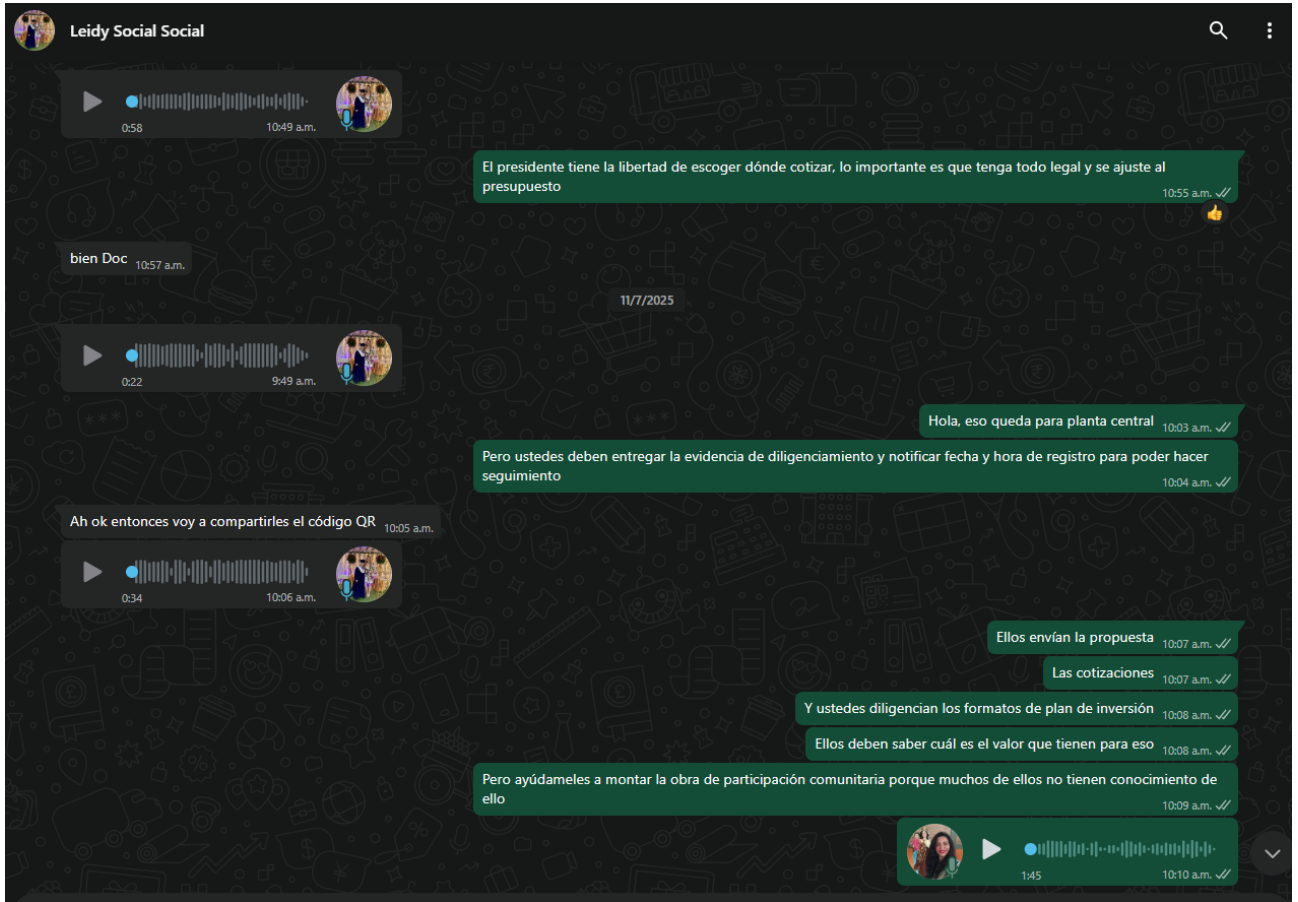 Leidy Social Social
0:58
10:49 a.m.
El presidente tiene la libertad de escoger dónde cotizar, lo importante es que tenga todo legal y se ajuste al
presupuesto
10:55 a.m.
bien Doc 10:57 a.m.
11/7/2025
0:22
9:49 a.m.
Hola, eso queda para planta central 10:03 a.m.
Pero ustedes deben entregar la evidencia de diligenciamiento y notificar fecha y hora de registro para poder hacer
seguimiento
10:04 a.m.
Ah ok entonces voy a compartirles el código QR 10:05 a.m.
0:34
10:06 a.m.
Ellos envían la propuesta 10:07 a.m.
Las cotizaciones 10:07 a.m.
Y ustedes diligencian los formatos de plan de inversión 10:08 a.m.
Ellos deben saber cuál es el valor que tienen para eso 10:08 a.m.
Pero ayúdameles a montar la obra de participación comunitaria porque muchos de ellos no tienen conocimiento de
ello
10:09 a.m.
1:45
10:10 a.m.